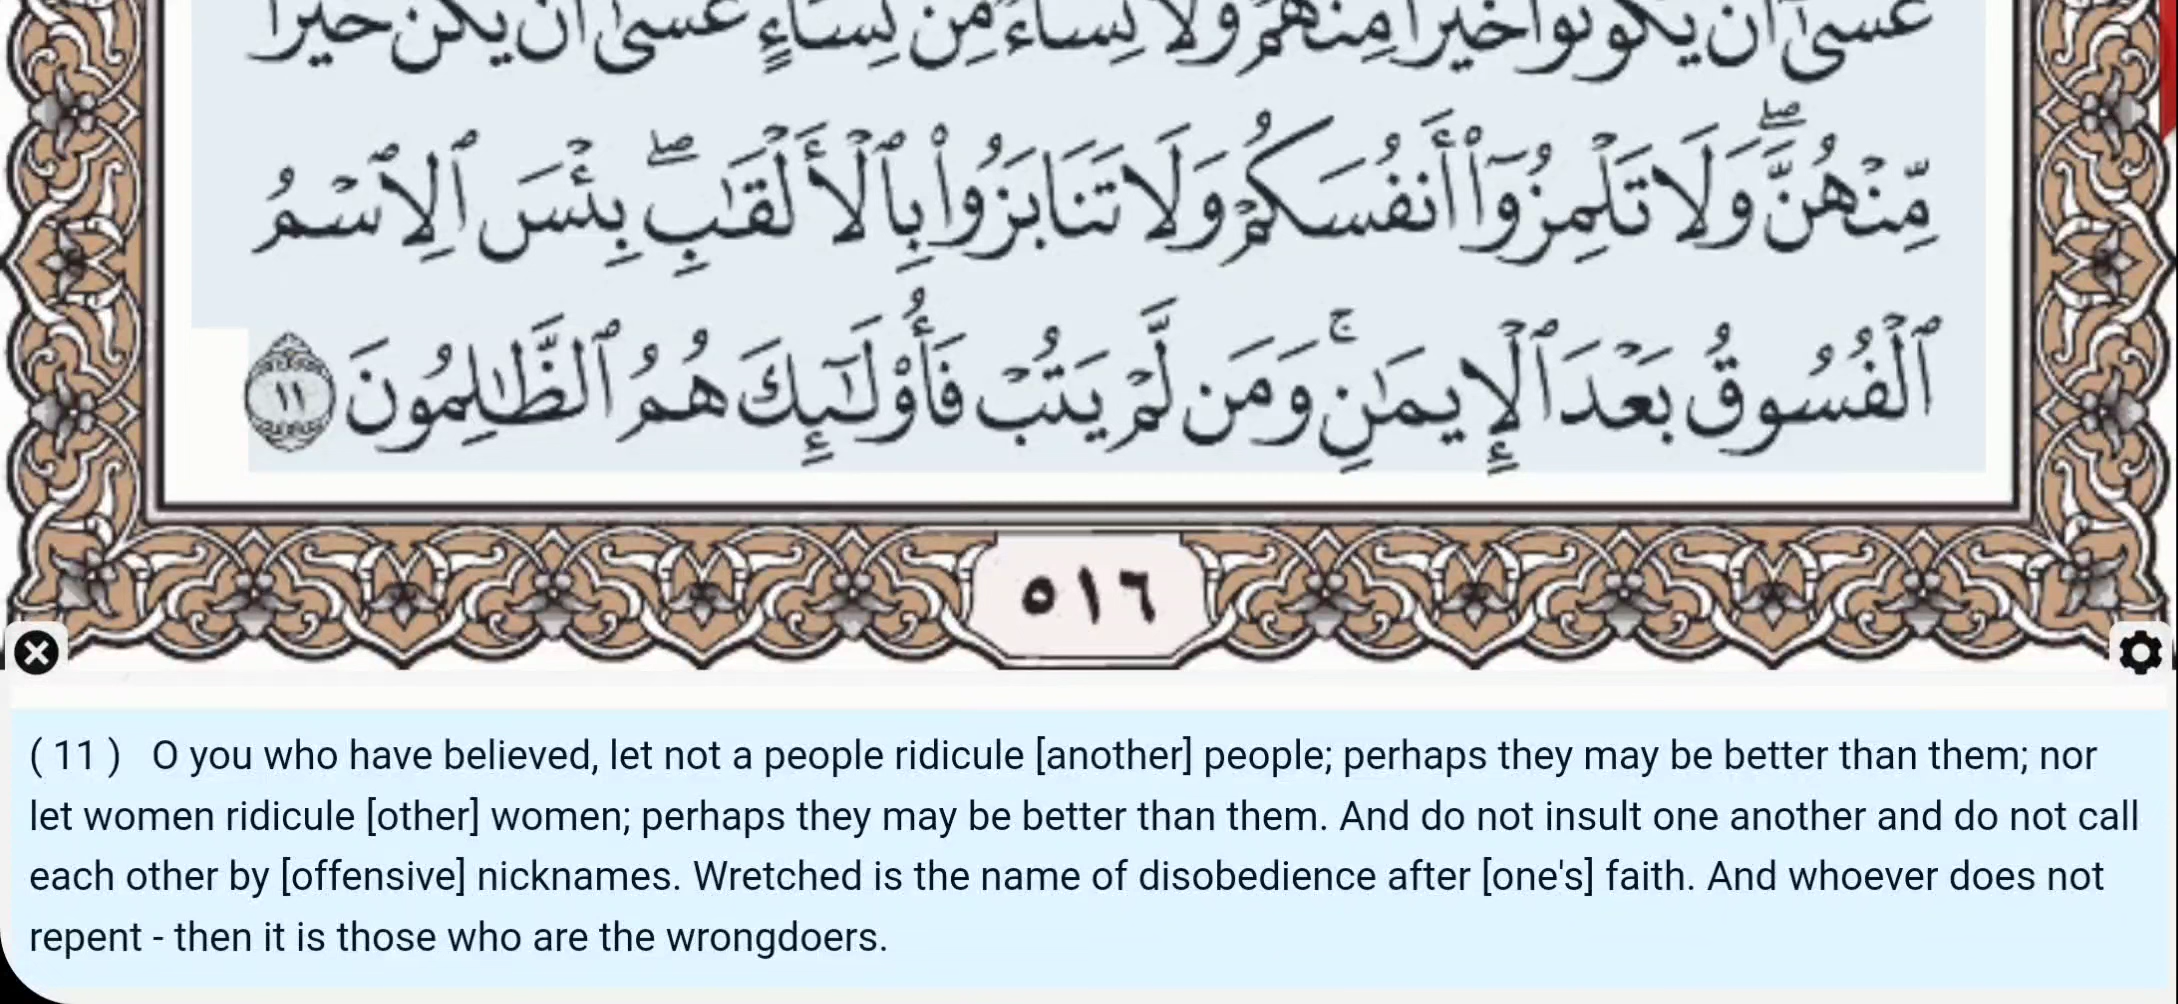 عَسَىٰٓ أَن يَكُونُوا۟ خَيْرًا مِّنْهُمْ وَلَا نِسَآءٌ مِّن نِّسَآءٍ عَسَىٰٓ أَن يَكُنَّ خَيْرًا
مِّنْهُنَّ ۖ وَلَا تَلْمِزُوٓا۟ أَنفُسَكُمْ وَلَا تَنَابَزُوا۟ بِٱلْأَلْقَـٰبِ ۖ بِئْسَ ٱلِٱسْمُ
ٱلْفُسُوقُ بَعْدَ ٱلْإِيمَـٰنِ ۚ وَمَن لَّمْ يَتُبْ فَأُو۟لَـٰٓئِكَ هُمُ ٱلظَّـٰلِمُونَ ١١
٥١٦
( 11 ) O you who have believed, let not a people ridicule [another] people; perhaps they may be better than them; nor
let women ridicule [other] women; perhaps they may be better than them. And do not insult one another and do not call
each other by [offensive] nicknames. Wretched is the name of disobedience after [one's] faith. And whoever does not
repent - then it is those who are the wrongdoers.